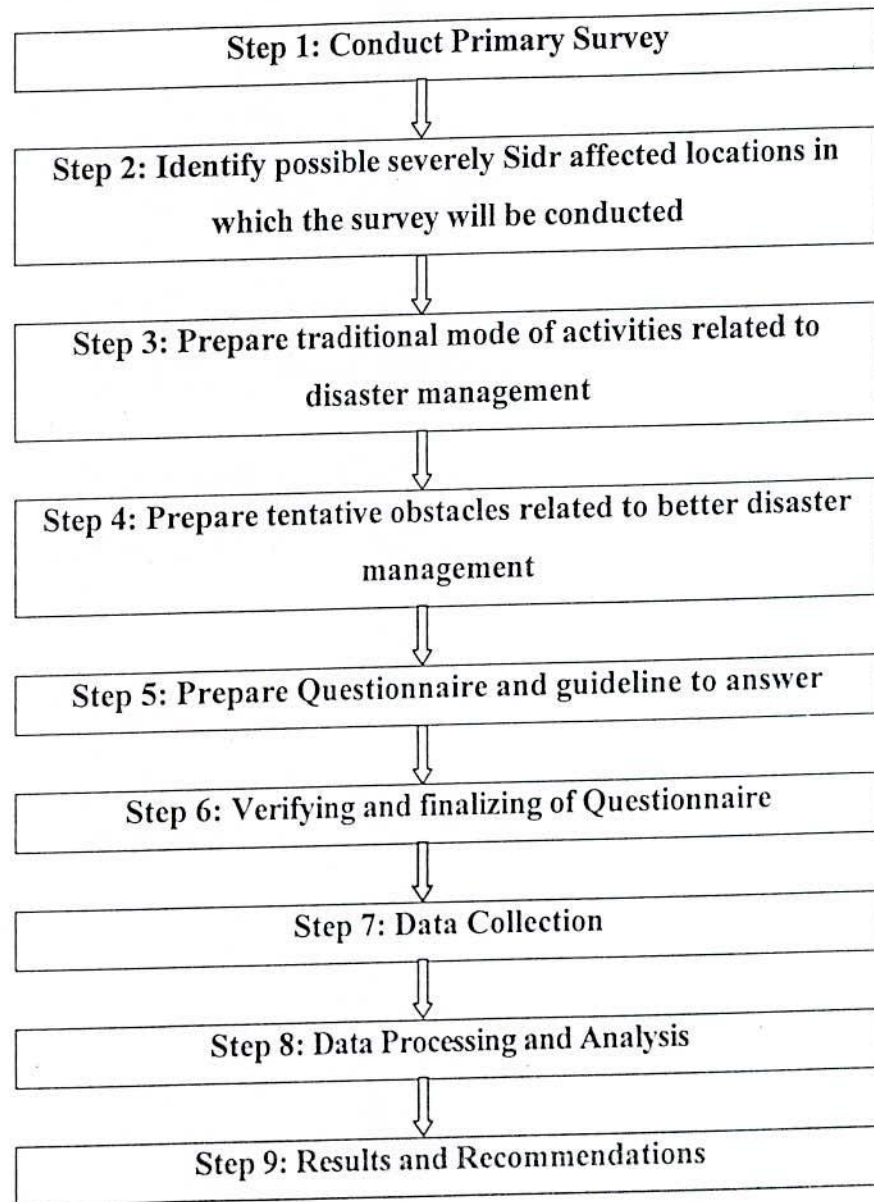 Step 1: Conduct Primary Survey
Step 2: Identify possible severely Sidr affected locations in
which the survey will be conducted
Step 3: Prepare traditional mode of activities related to
disaster management
Step 4: Prepare tentative obstacles related to better disaster
management
Step 5: Prepare Questionnaire and guideline to answer
Step 6: Verifying and finalizing of Questionnaire
Step 7: Data Collection
Step 8: Data Processing and Analysis
Step 9: Results and Recommendations